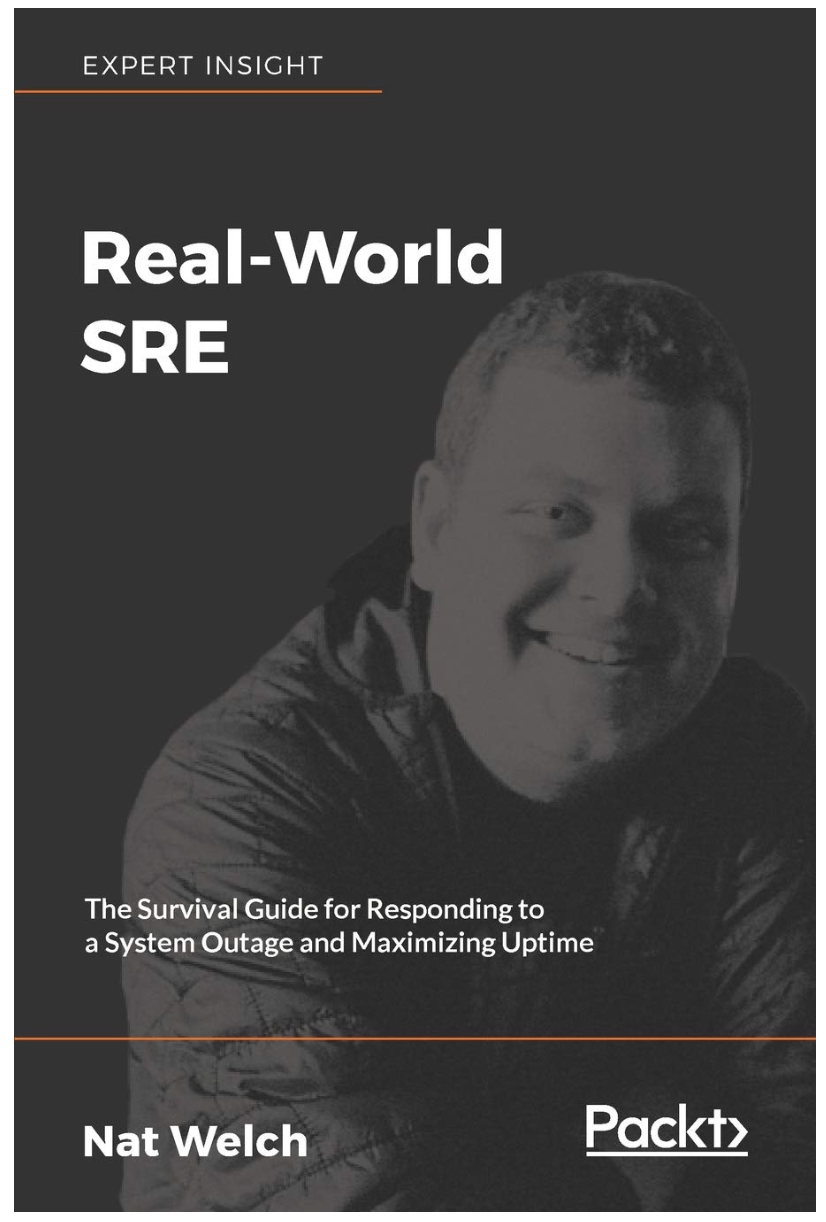 EXPERT INSIGHT
Real-World
SRE
The Survival Guide for Responding to
a System Outage and Maximizing Uptime
Nat Welch
Packt>